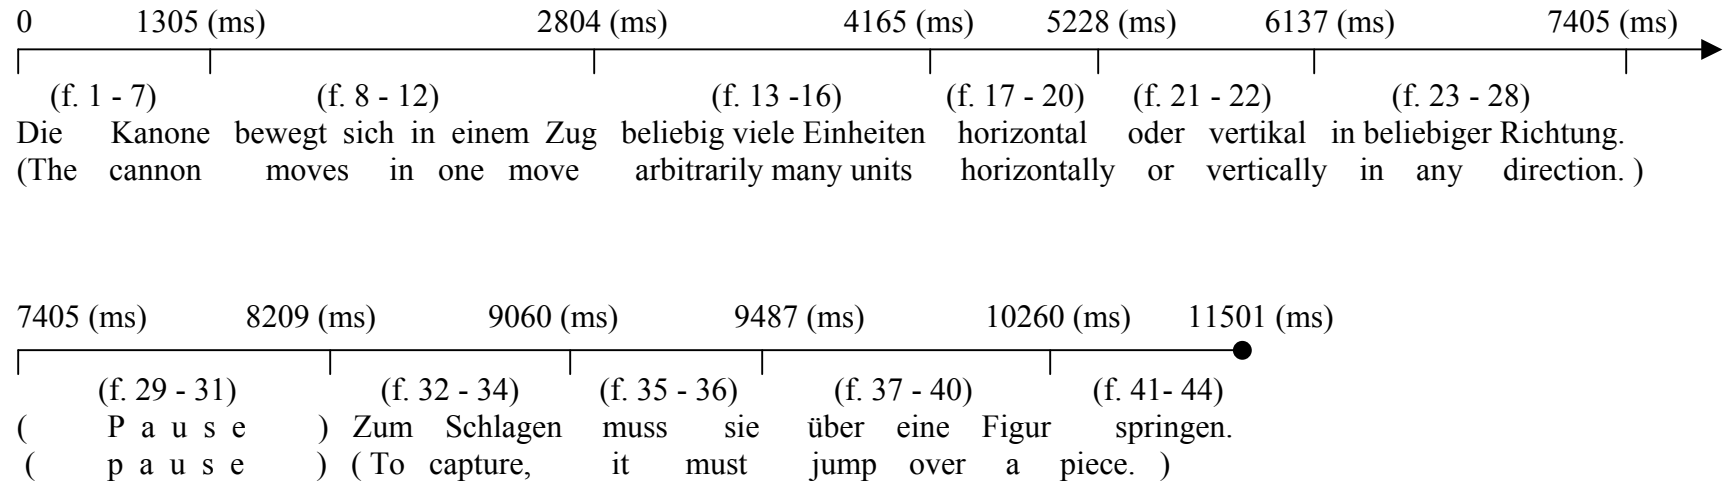 0 1305 (ms) 2804 (ms) 4165 (ms) 5228 (ms) 6137 (ms) 7405 (ms)
(f. 1 - 7) (f. 8 - 12) (f. 13 -16) (f. 17 - 20) (f. 21 - 22) (f. 23 - 28)
Die Kanone bewegt sich in einem Zug beliebig viele Einheiten horizontal oder vertikal in beliebiger Richtung.
(The cannon moves in one move arbitrarily many units horizontally or vertically in any direction. )
7405 (ms) 8209 (ms) 9060 (ms) 9487 (ms) 10260 (ms) 11501 (ms)
(f. 29 - 31) (f. 32 - 34) (f. 35 - 36) (f. 37 - 40) (f. 41- 44)
( P a u s e ) Zum Schlagen muss sie über eine Figur springen.
( p a u s e ) ( To capture, it must jump over a piece. )